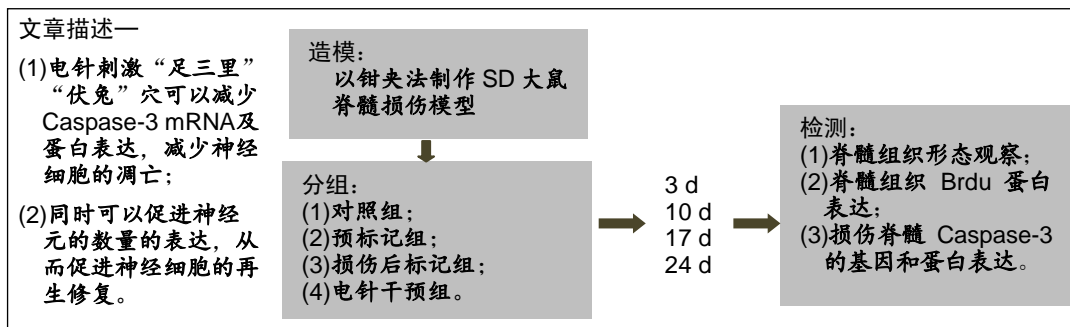 文章描述—
(1)电针刺激“足三里”
“伏兔”穴可以减少
Caspase-3 mRNA及
蛋白表达，减少神经
细胞的凋亡；
(2)同时可以促进神经
元的数量的表达，从
而促进神经细胞的再
生修复。
造模：
以钳夹法制作 SD 大鼠
脊髓损伤模型
分组：
(1)对照组；
(2)预标记组；
(3)损伤后标记组；
(4)电针干预组。
3 d
10 d
17 d
24 d
检测：
(1)脊髓组织形态观察；
(2)脊髓组织 Brdu 蛋白
表达；
(3)损伤脊髓 Caspase-3
的基因和蛋白表达。